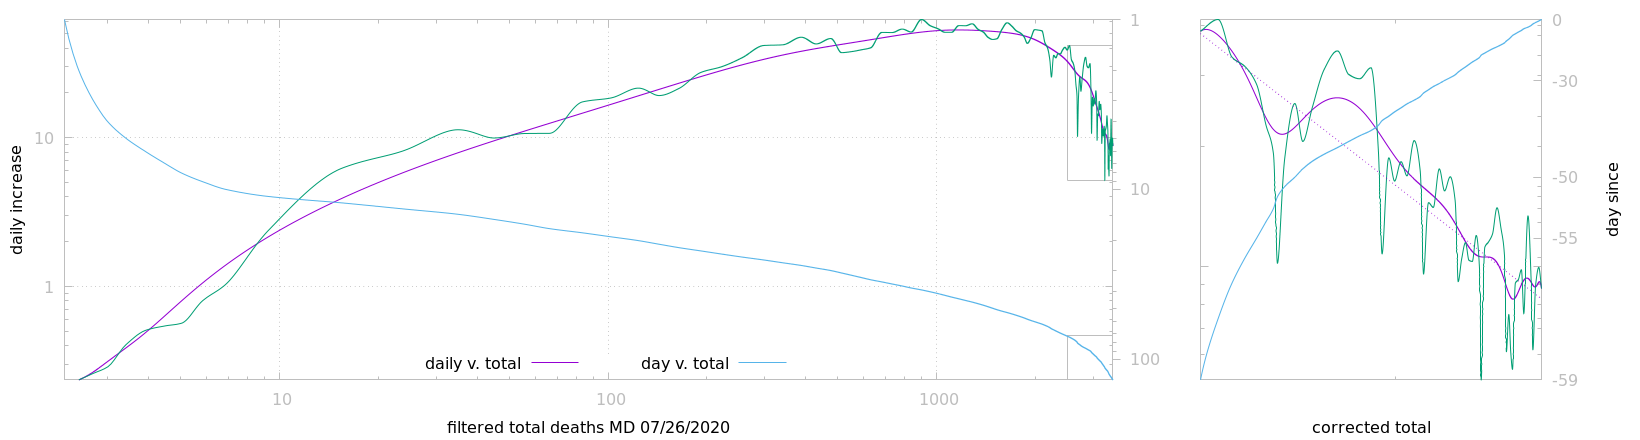 daily increase
10
1
daily v. total
day v. total
10
100
1000
1
10
100
filtered total deaths MD 07/26/2020
0
-30
-50
-55
-59
day since
corrected total